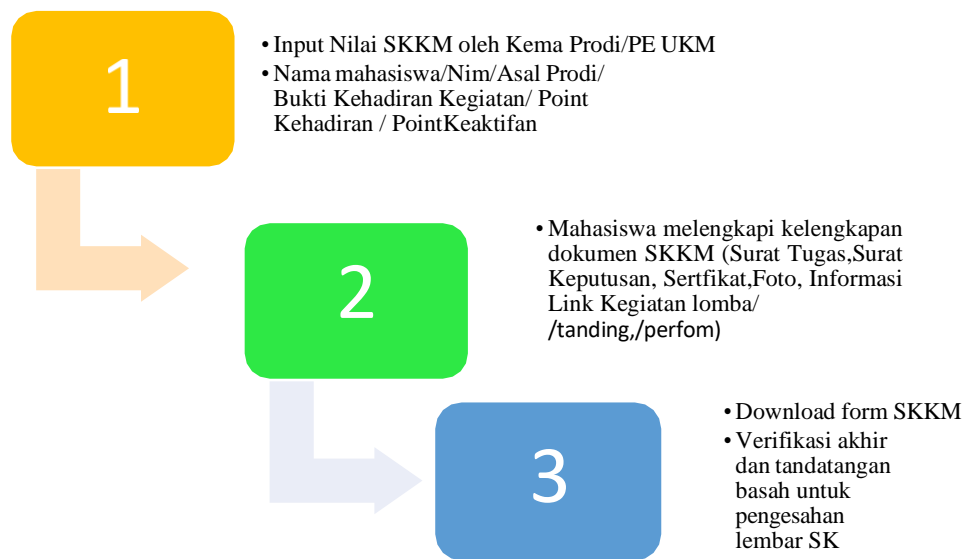 1
• Input Nilai SKKM oleh Kema Prodi/PE UKM
• Nama mahasiswa/Nim/Asal Prodi/
Bukti Kehadiran Kegiatan/ Point
Kehadiran / PointKeaktifan
2
• Mahasiswa melengkapi kelengkapan
dokumen SKKM (Surat Tugas,Surat
Keputusan, Sertfikat,Foto, Informasi
Link Kegiatan lomba/
/tanding,/perfom)
3
• Download form SKKM
• Verifikasi akhir
dan tandatangan
basah untuk
pengesahan
lembar SK